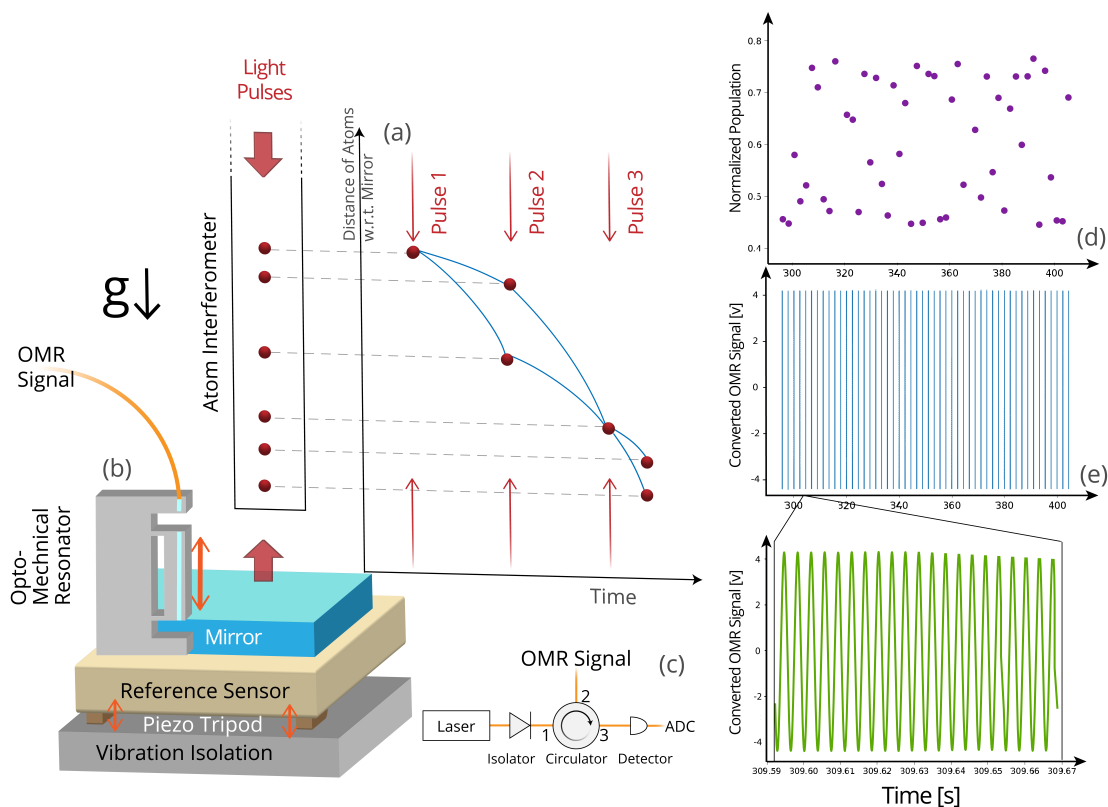 Light
Pulses
Atom Interferometer
g
(a)
Distance of Atoms
w.r.t. Mirror
Pulse 1
Pulse 2
Pulse 3
Time
OMR
Signal
(b)
Opto-
Mechnical
Resonator
Mirror
Reference Sensor
Piezo Tripod
Vibration Isolation
(c)
OMR Signal
Laser
1
2
3
ADC
Isolator
Circulator
Detector
(d)
Normalized Population
0.8
0.7
0.6
0.5
0.4
300 320 340 360 380 400
(e)
Converted OMR Signal [v]
4
2
0
-2
-4
300 320 340 360 380 400
Converted OMR Signal [v]
4
2
0
-2
-4
309.59 309.60 309.61 309.62 309.63 309.64 309.65 309.66 309.67
Time [s]